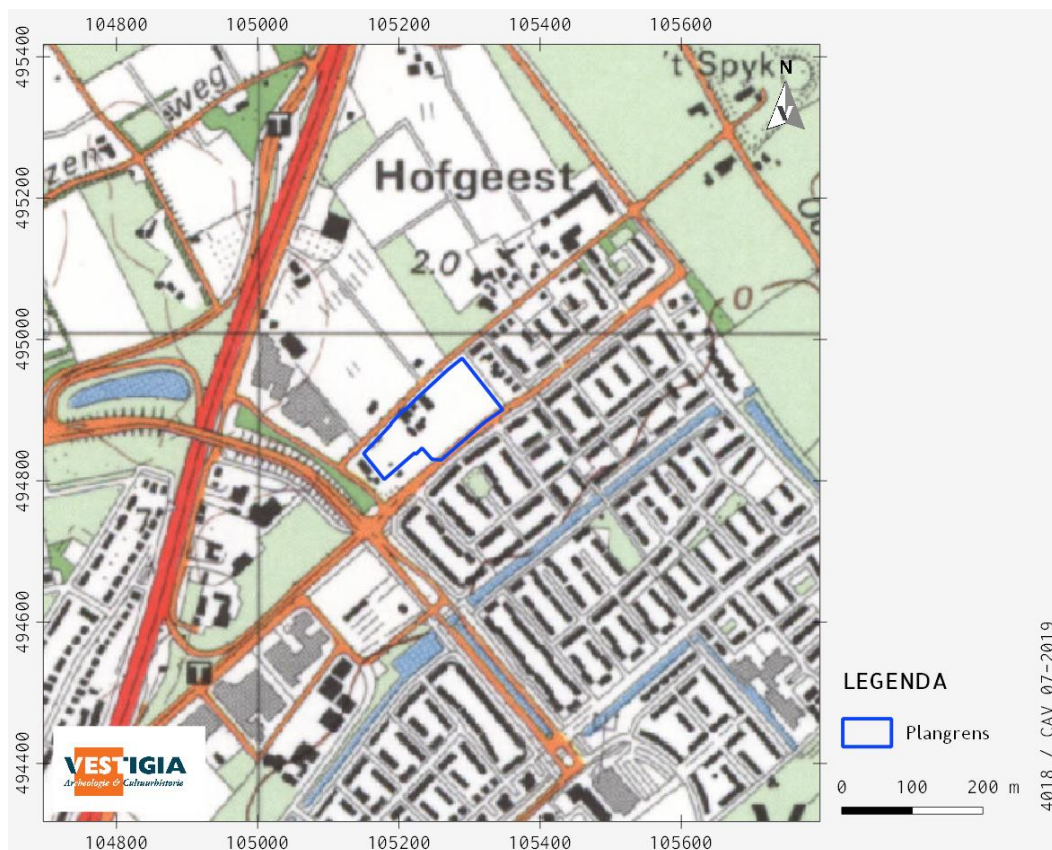 104800 105000 105200 105400 105600
495400
495200
495000
494800
494600
494400
't Spyk
N
weg
zen
T
Hofgeest
2.0
0
T
LEGENDA
Plangrens
0 100 200 m
VESTIGIA
Archeologie & Cultuurhistorie
4018 / CAV 07-2019
104800 105000 105200 105400 105600